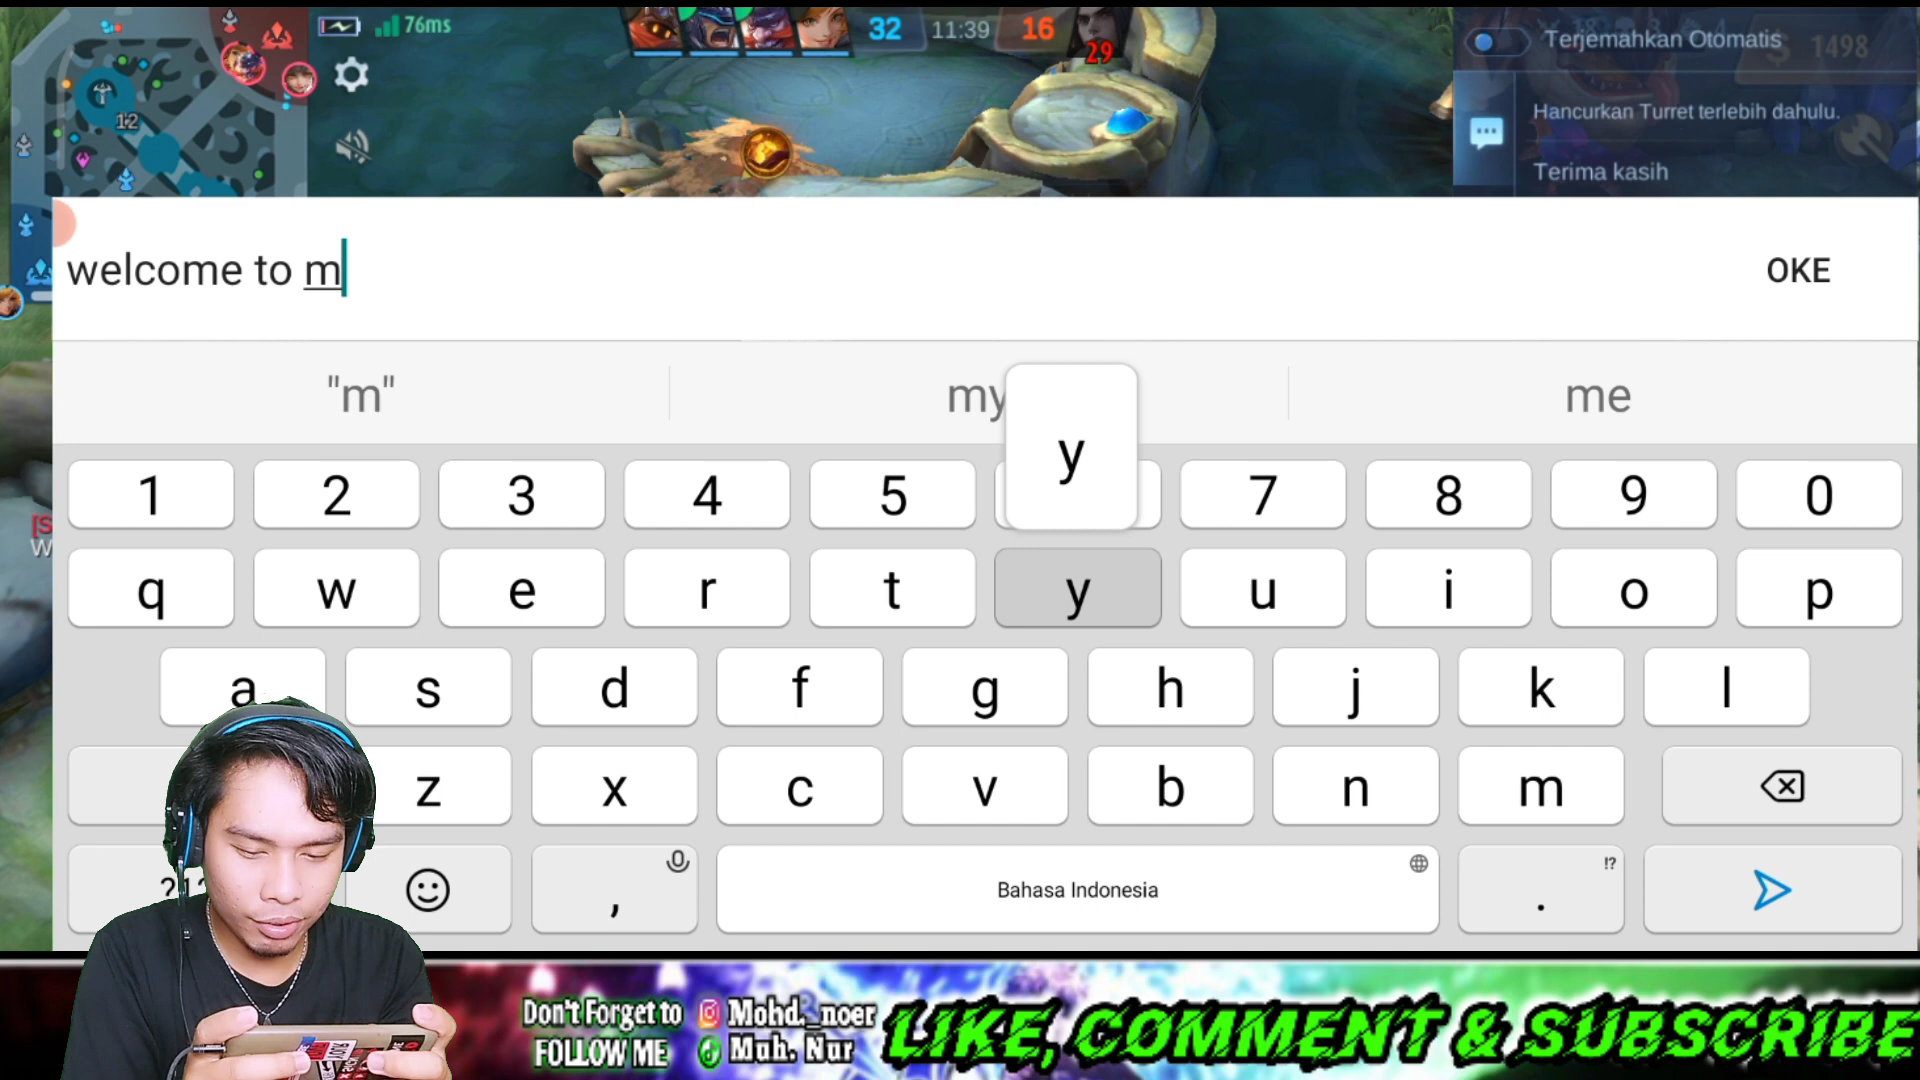 76ms
32 11:39 16
29
12
Terjemahkan Otomatis
1498
Hancurkan Turret terlebih dahulu.
Terima kasih
welcome to m
OKE
"m" my me
y
1 2 3 4 5 7 8 9 0
q w e r t y u i o p
a s d f g h j k l
z x c v b n m
, Bahasa Indonesia . !?
Don't Forget to
FOLLOW ME
Mohd._noer
Muh. Nur
LIKE, COMMENT & SUBSCRIBE